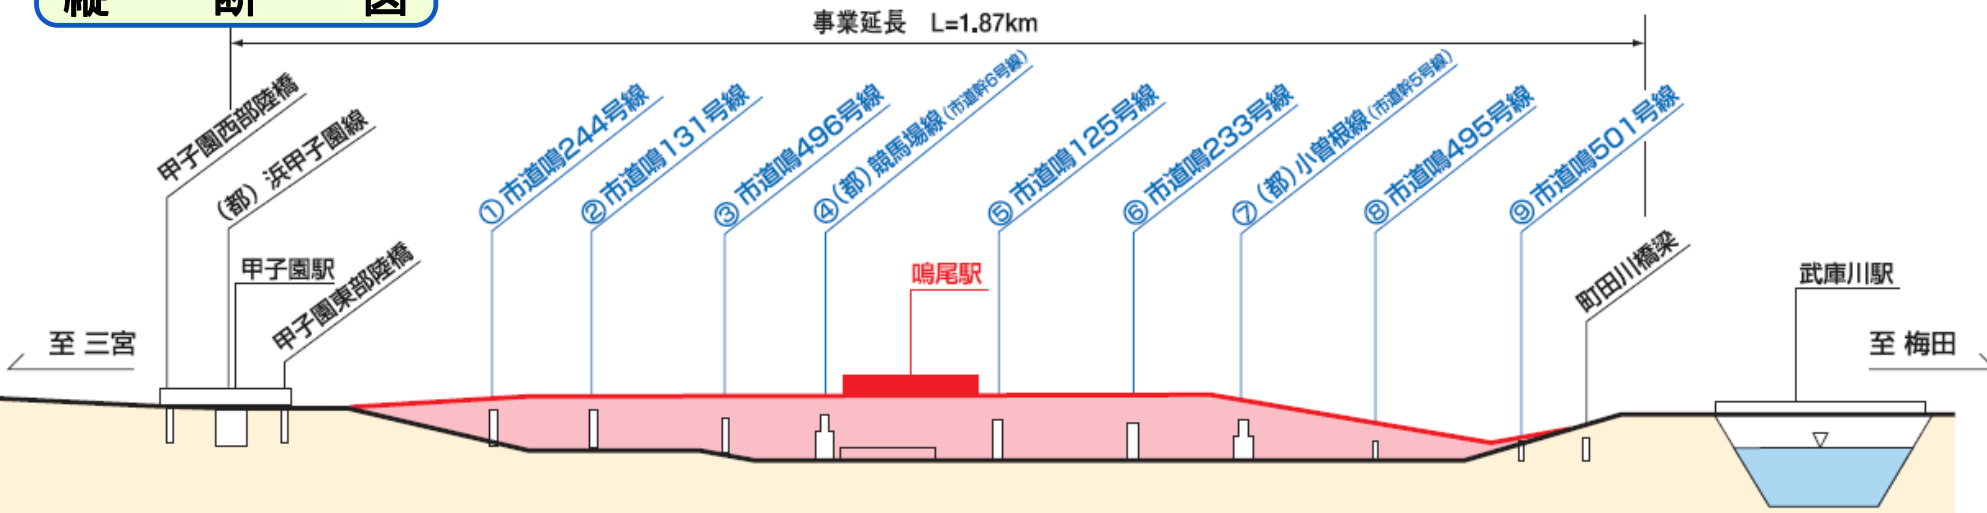 縦断図
事業延長 L=1.87km
甲子園西部陸橋
(都)浜甲子園線
甲子園駅
甲子園東部陸橋
①市道鳴244号線
②市道鳴131号線
③市道鳴496号線
④(都)競馬場線(市道幹6号線)
鳴尾駅
⑤市道鳴125号線
⑥市道鳴233号線
⑦(都)小曽根線(市道幹5号線)
⑧市道鳴495号線
⑨市道鳴501号線
町田川橋梁
武庫川駅
至 三宮
至 梅田